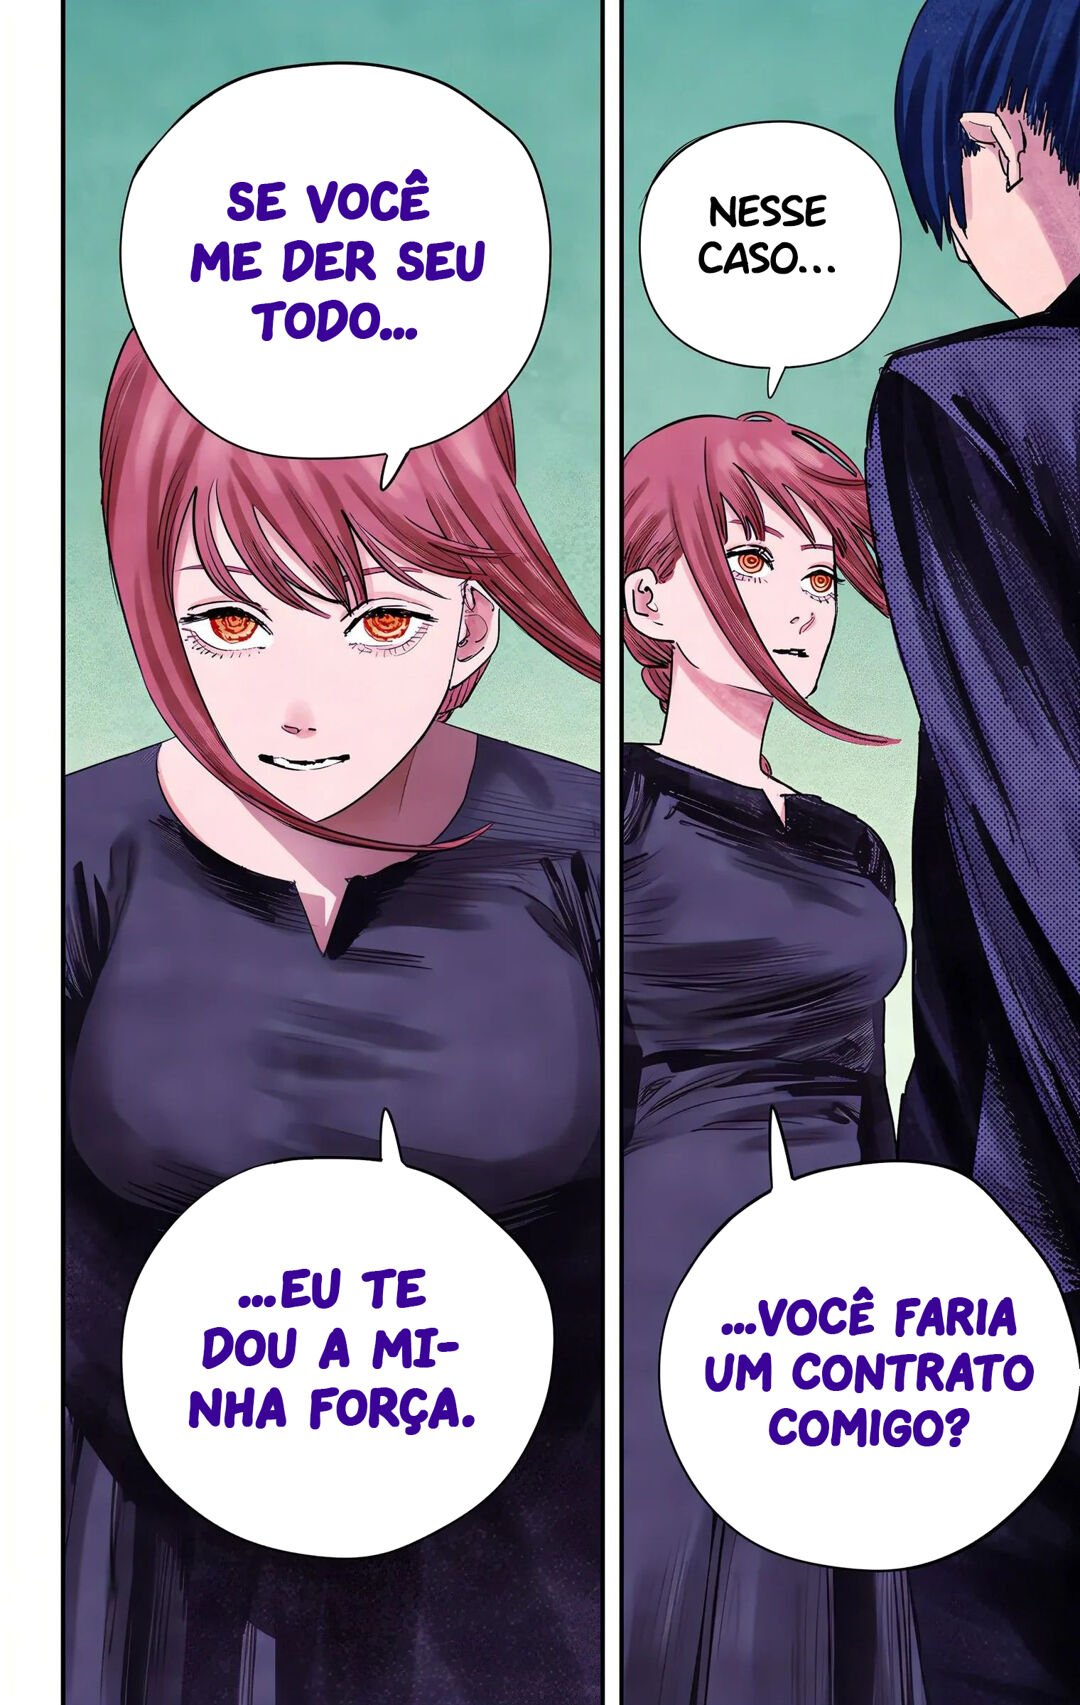 NESSE
CASO...
...VOCÊ FARIA
UM CONTRATO
COMIGO?
SE VOCÊ
ME DER SEU
TODO...
...EU TE
DOU A MI-
NHA FORÇA.